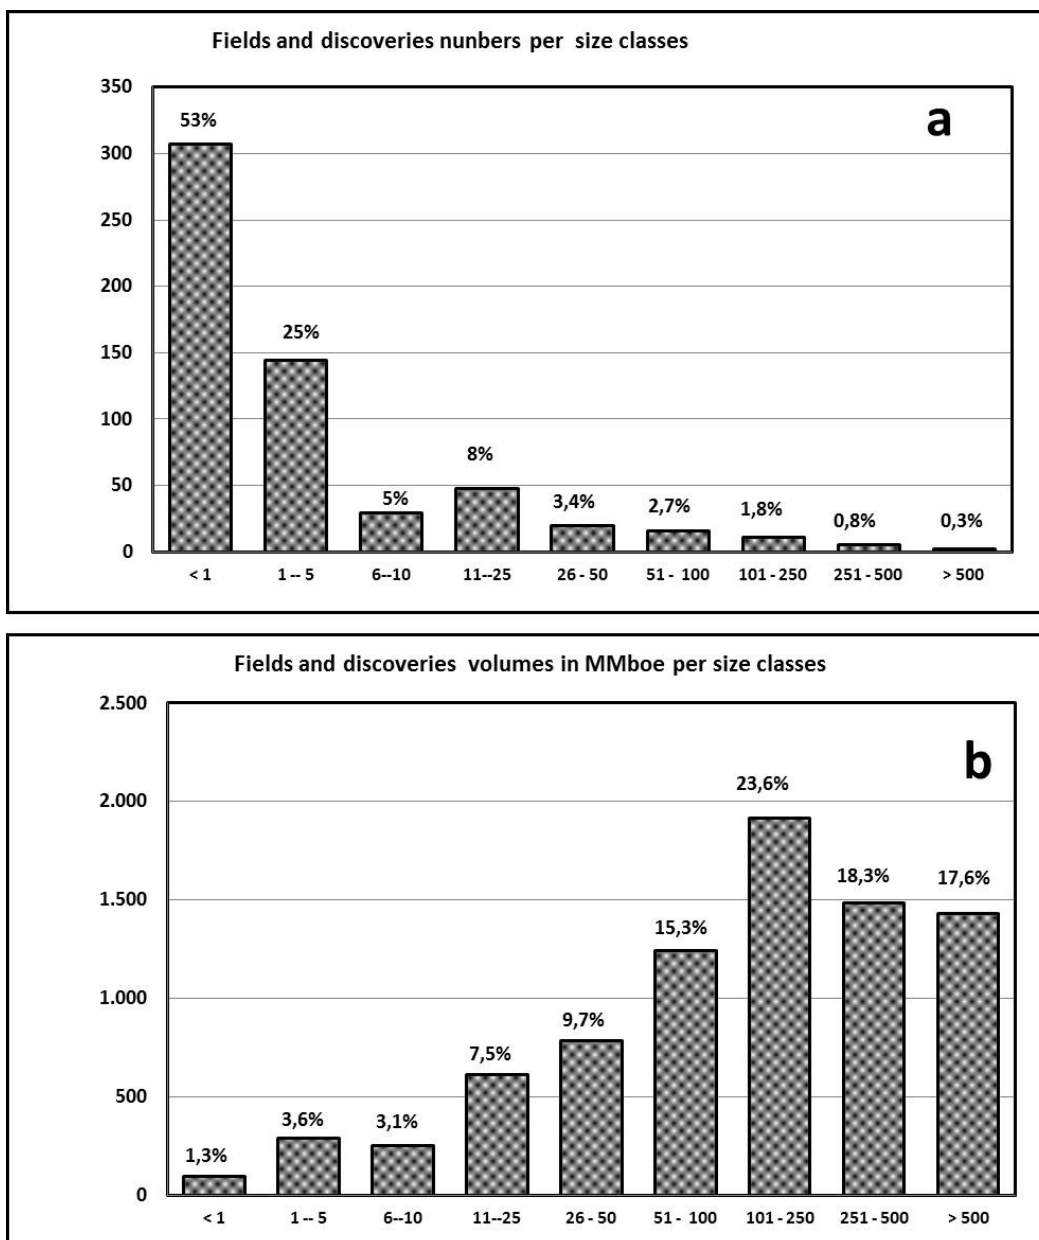 Fields and discoveries nunbers per size classes
350
300
250
200
150
100
50
0
a
53%
25%
5%
8%
3,4%
2,7%
1,8%
0,8%
0,3%
< 1
1 -- 5
6--10
11--25
26 - 50
51 - 100
101 - 250
251 - 500
> 500
Fields and discoveries volumes in MMboe per size classes
2.500
2.000
1.500
1.000
500
0
b
1,3%
3,6%
3,1%
7,5%
9,7%
15,3%
23,6%
18,3%
17,6%
< 1
1 -- 5
6--10
11--25
26 - 50
51 - 100
101 - 250
251 - 500
> 500